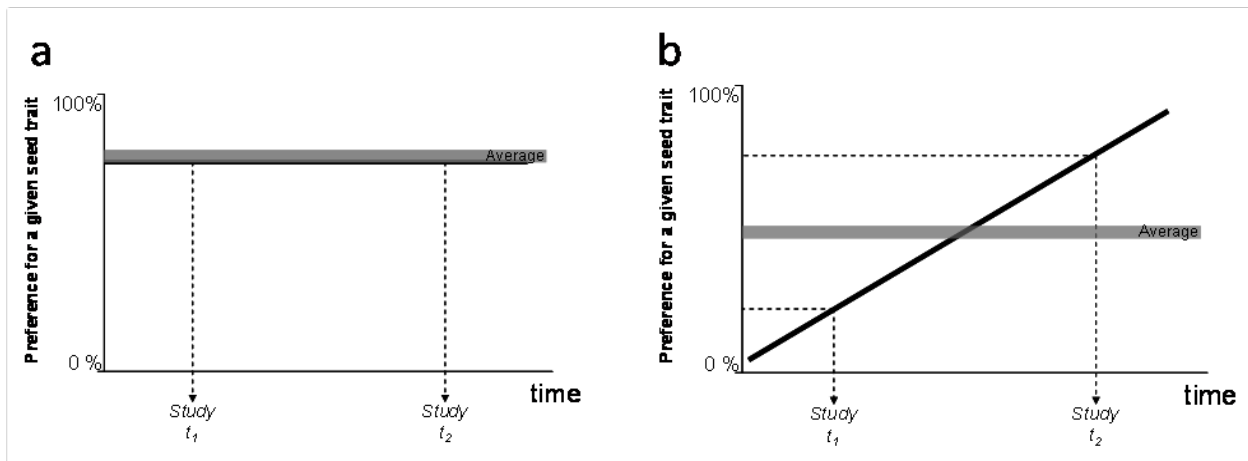 a
Preference for a given seed trait
100%
Average
0 %
time
Study
t1
Study
t2
b
Preference for a given seed trait
100%
Average
0 %
time
Study
t1
Study
t2